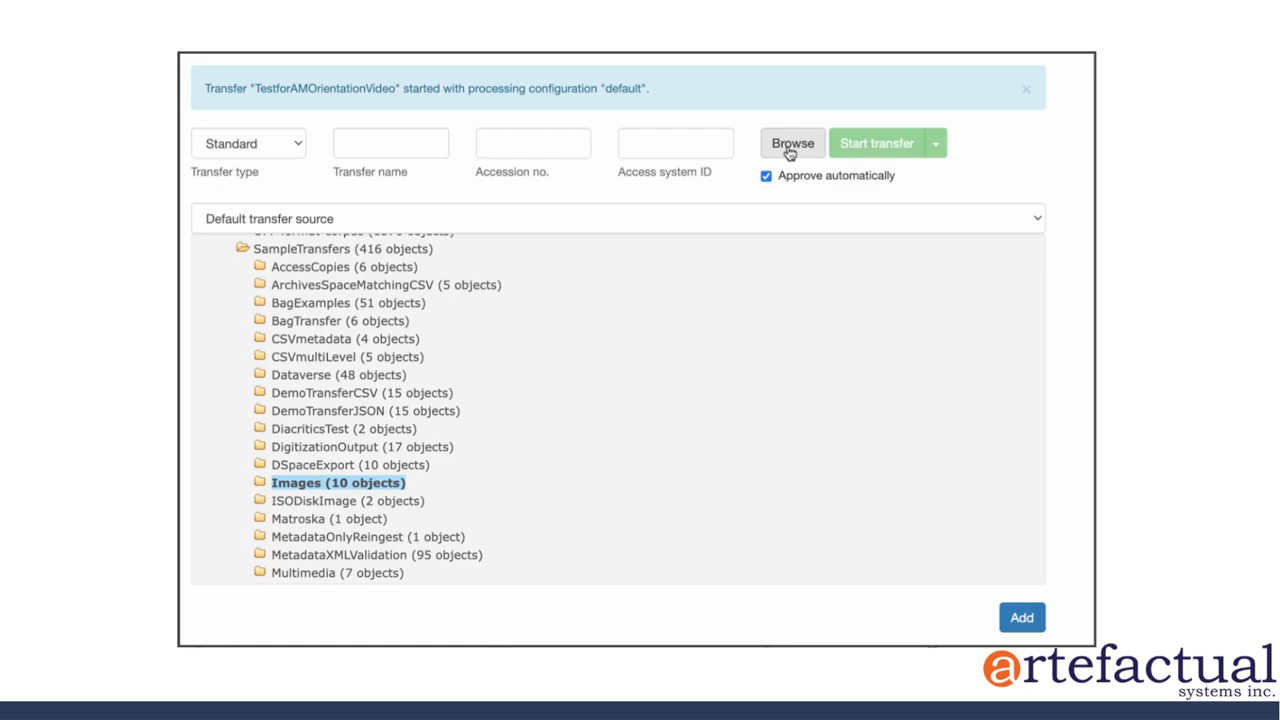 Transfer "TestforAMOrientationVideo" started with processing configuration "default". ×
Standard Browse Start transfer
Transfer type Transfer name Accession no. Access system ID Approve automatically
Default transfer source
SampleTransfers (416 objects)
AccessCopies (6 objects)
ArchivesSpaceMatchingCSV (5 objects)
BagExamples (51 objects)
BagTransfer (6 objects)
CSVmetadata (4 objects)
CSVmultiLevel (5 objects)
Dataverse (48 objects)
DemoTransferCSV (15 objects)
DemoTransferJSON (15 objects)
DiacriticsTest (2 objects)
DigitizationOutput (17 objects)
DSpaceExport (10 objects)
Images (10 objects)
ISODiskImage (2 objects)
Matroska (1 object)
MetadataOnlyReingest (1 object)
MetadataXMLValidation (95 objects)
Multimedia (7 objects)
Add
artefactual
systems inc.